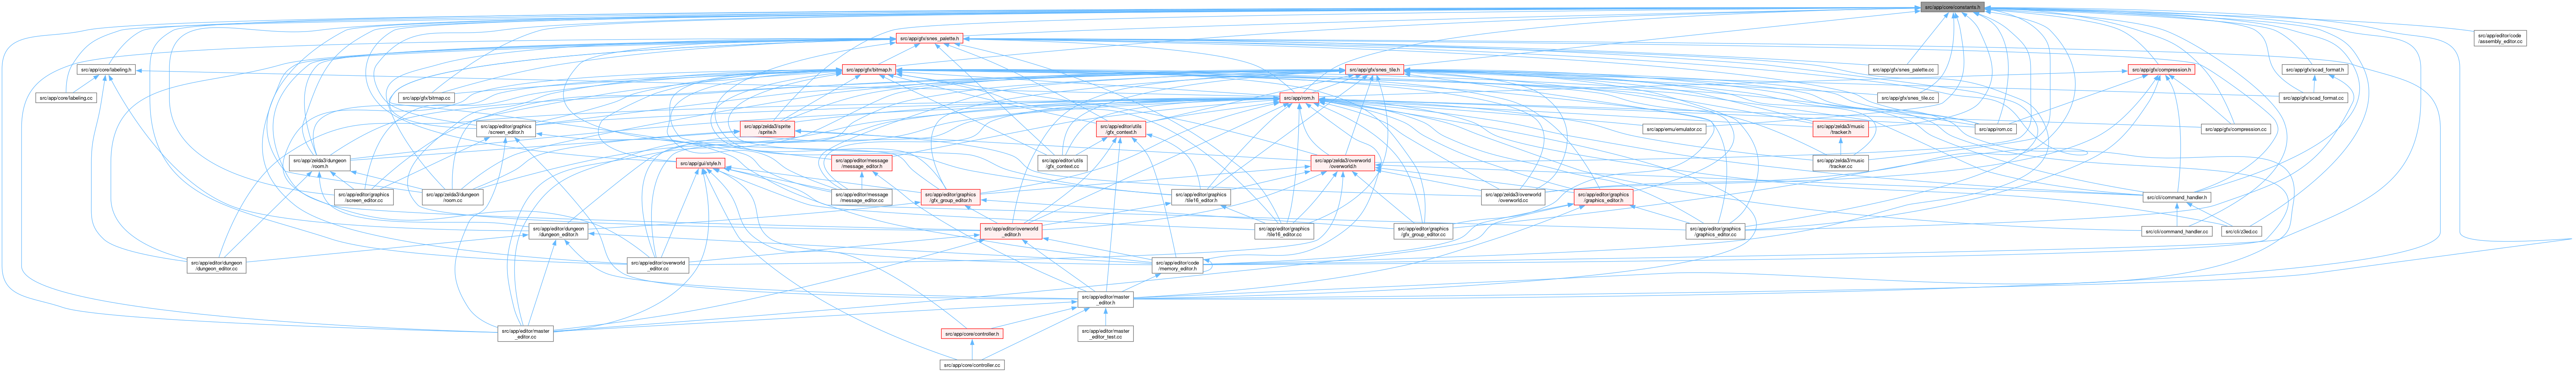 src/app/core/constants.h
src/app/editor/code
/assembly_editor.cc
src/app/gfx/snes_palette.h
src/app/core/labeling.h
src/app/gfx/bitmap.h
src/app/gfx/snes_tile.h
src/app/gfx/snes_palette.cc
src/app/gfx/compression.h
src/app/gfx/scad_format.h
src/app/core/labeling.cc
src/app/gfx/bitmap.cc
src/app/rom.h
src/app/gfx/snes_tile.cc
src/app/gfx/scad_format.cc
src/app/editor/graphics
/screen_editor.h
src/app/zelda3/sprite
/sprite.h
src/app/editor/utils
/gfx_context.h
src/app/emu/emulator.cc
src/app/zelda3/music
/tracker.h
src/app/rom.cc
src/app/gfx/compression.cc
src/app/zelda3/dungeon
/room.h
src/app/gui/style.h
src/app/editor/message
/message_editor.h
src/app/editor/utils
/gfx_context.cc
src/app/zelda3/overworld
/overworld.h
src/app/zelda3/music
/tracker.cc
src/app/editor/graphics
/screen_editor.cc
src/app/zelda3/dungeon
/room.cc
src/app/editor/message
/message_editor.cc
src/app/editor/graphics
/gfx_group_editor.h
src/app/editor/graphics
/tile16_editor.h
src/app/zelda3/overworld
/overworld.cc
src/app/editor/graphics
/graphics_editor.h
src/cli/command_handler.h
src/app/editor/dungeon
/dungeon_editor.h
src/app/editor/overworld
/overworld
_editor.h
src/app/editor/graphics
/tile16_editor.cc
src/app/editor/graphics
/gfx_group_editor.cc
src/app/editor/graphics
/graphics_editor.cc
src/cli/command_handler.cc
src/cli/z3ed.cc
src/app/editor/dungeon
/dungeon_editor.cc
src/app/editor/overworld
_editor.cc
src/app/editor/code
/memory_editor.h
src/app/editor/master
_editor.h
src/app/editor/master
_editor.cc
src/app/core/controller.h
src/app/editor/master
_editor_test.cc
src/app/core/controller.cc